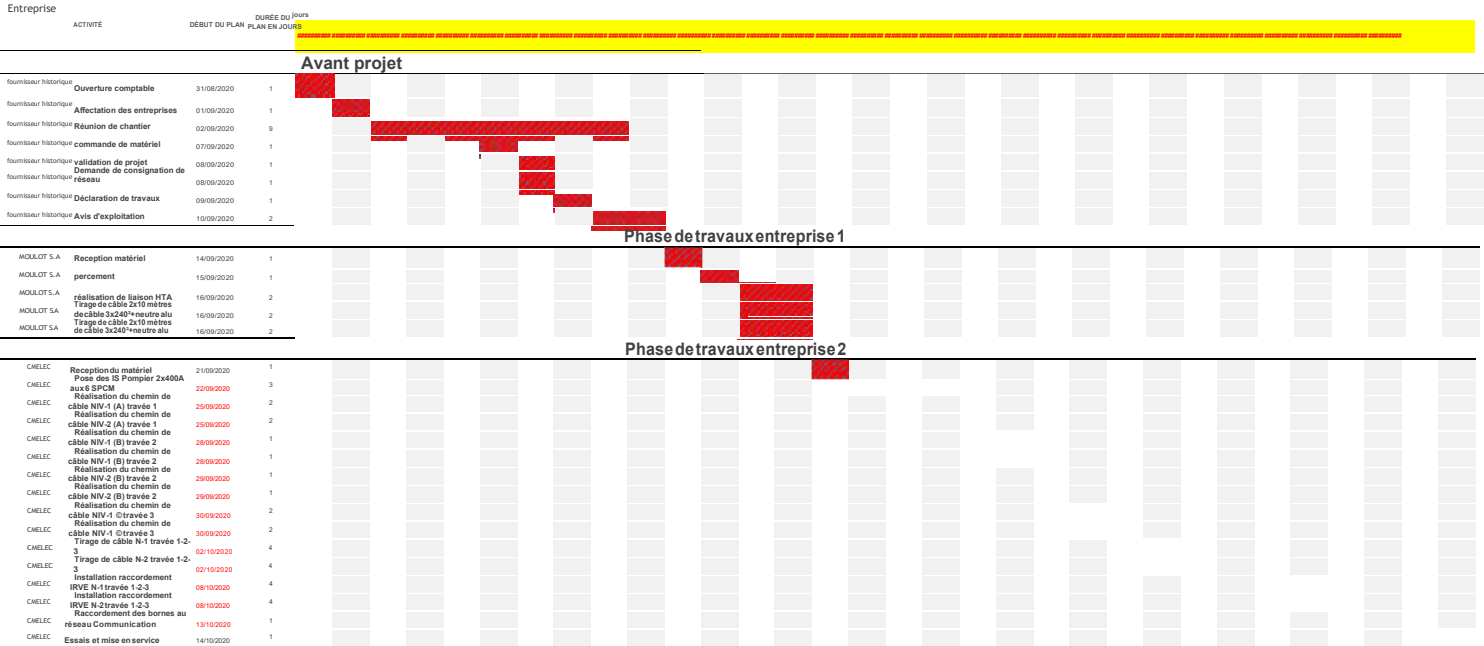 Entreprise
ACTIVITÉ DÉBUT DU PLAN DURÉE DU PLAN EN JOURS jours
Avant projet
fournisseur historique Ouverture comptable 31/08/2020 1
fournisseur historique Affectation des entreprises 01/09/2020 1
fournisseur historique Réunion de chantier 02/09/2020 9
fournisseur historique commande de matériel 07/09/2020 1
fournisseur historique validation de projet 08/09/2020 1
fournisseur historique Demande de consignation de réseau 08/09/2020 1
fournisseur historique Déclaration de travaux 09/09/2020 1
fournisseur historique Avis d'exploitation 10/09/2020 2
Phase de travaux entreprise 1
MOULOT S.A Reception matériel 14/09/2020 1
MOULOT S.A percement 15/09/2020 1
MOULOT S.A réalisation de liaison HTA 16/09/2020 2
MOULOT S.A Tirage de câble 2x10 mètres de câble 3x240²+neutre alu 16/09/2020 2
MOULOT S.A Tirage de câble 2x10 mètres de câble 3x240²+neutre alu 16/09/2020 2
Phase de travaux entreprise 2
CMELEC Reception du matériel 21/09/2020 1
CMELEC Pose des IS Pompier 2x400A aux 6 SPCM 22/09/2020 3
CMELEC Réalisation du chemin de câble NIV-1 (A) travée 1 25/09/2020 2
CMELEC Réalisation du chemin de câble NIV-2 (A) travée 1 25/09/2020 2
CMELEC Réalisation du chemin de câble NIV-1 (B) travée 2 28/09/2020 1
CMELEC Réalisation du chemin de câble NIV-1 (B) travée 2 28/09/2020 1
CMELEC Réalisation du chemin de câble NIV-2 (B) travée 2 29/09/2020 1
CMELEC Réalisation du chemin de câble NIV-2 (B) travée 2 29/09/2020 1
CMELEC Réalisation du chemin de câble NIV-1 © travée 3 30/09/2020 2
CMELEC Réalisation du chemin de câble NIV-1 © travée 3 30/09/2020 2
CMELEC Tirage de câble N-1 travée 1-2-3 02/10/2020 4
CMELEC Tirage de câble N-2 travée 1-2-3 02/10/2020 4
CMELEC Installation raccordement IRVE N-1 travée 1-2-3 08/10/2020 4
CMELEC Installation raccordement IRVE N-2 travée 1-2-3 08/10/2020 4
CMELEC Raccordement des bornes au réseau Communication 13/10/2020 1
CMELEC Essais et mise en service 14/10/2020 1